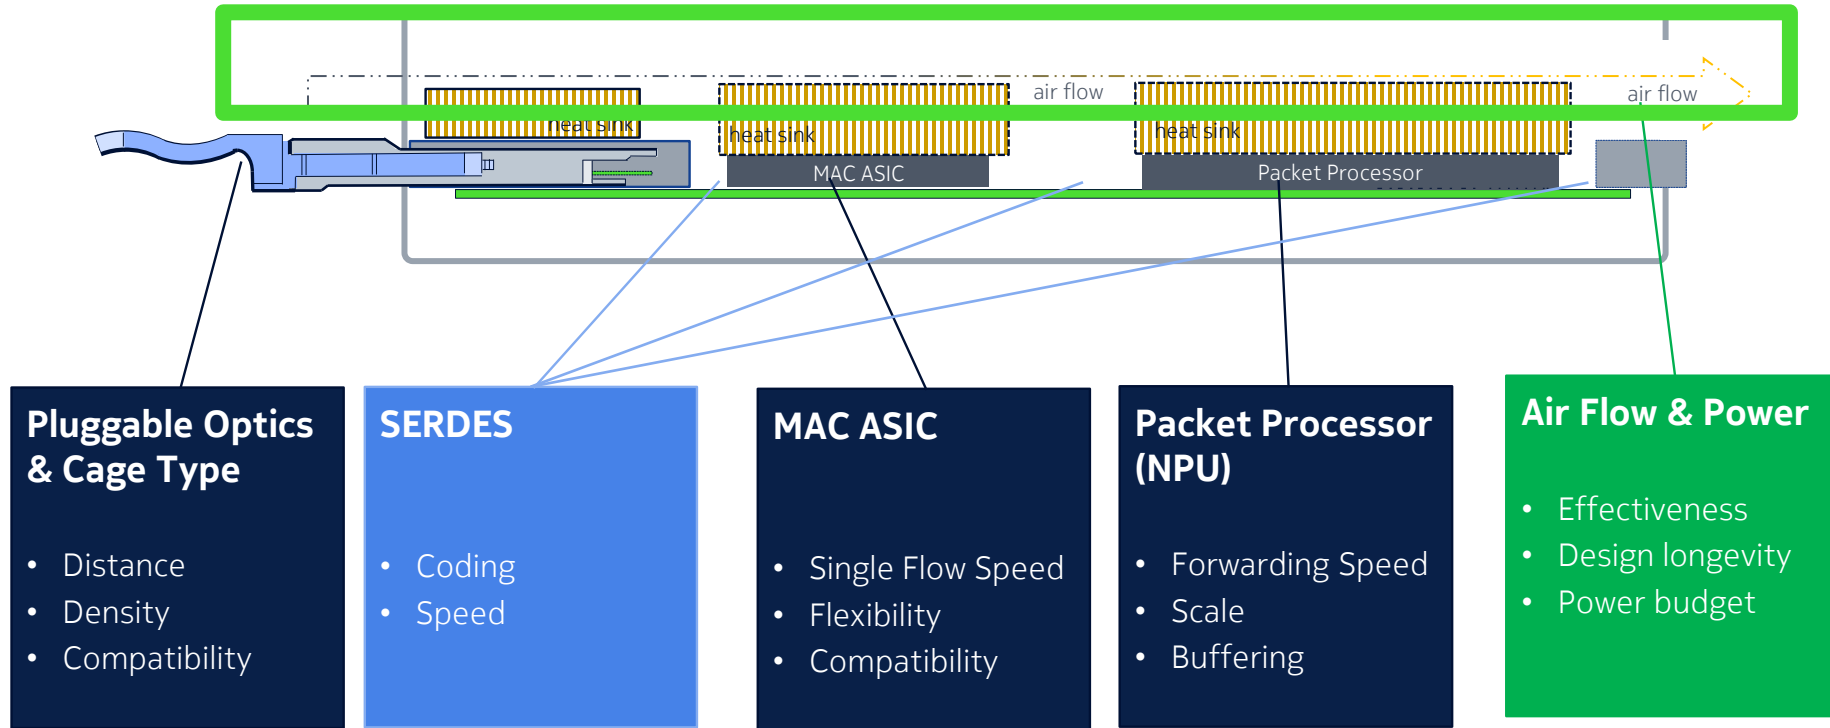 air flow
air flow
heat sink
heat sink
heat sink
MAC ASIC
Packet Processor
Pluggable Optics
& Cage Type
• Distance
• Density
• Compatibility
SERDES
• Coding
• Speed
MAC ASIC
• Single Flow Speed
• Flexibility
• Compatibility
Packet Processor
(NPU)
• Forwarding Speed
• Scale
• Buffering
Air Flow & Power
• Effectiveness
• Design longevity
• Power budget